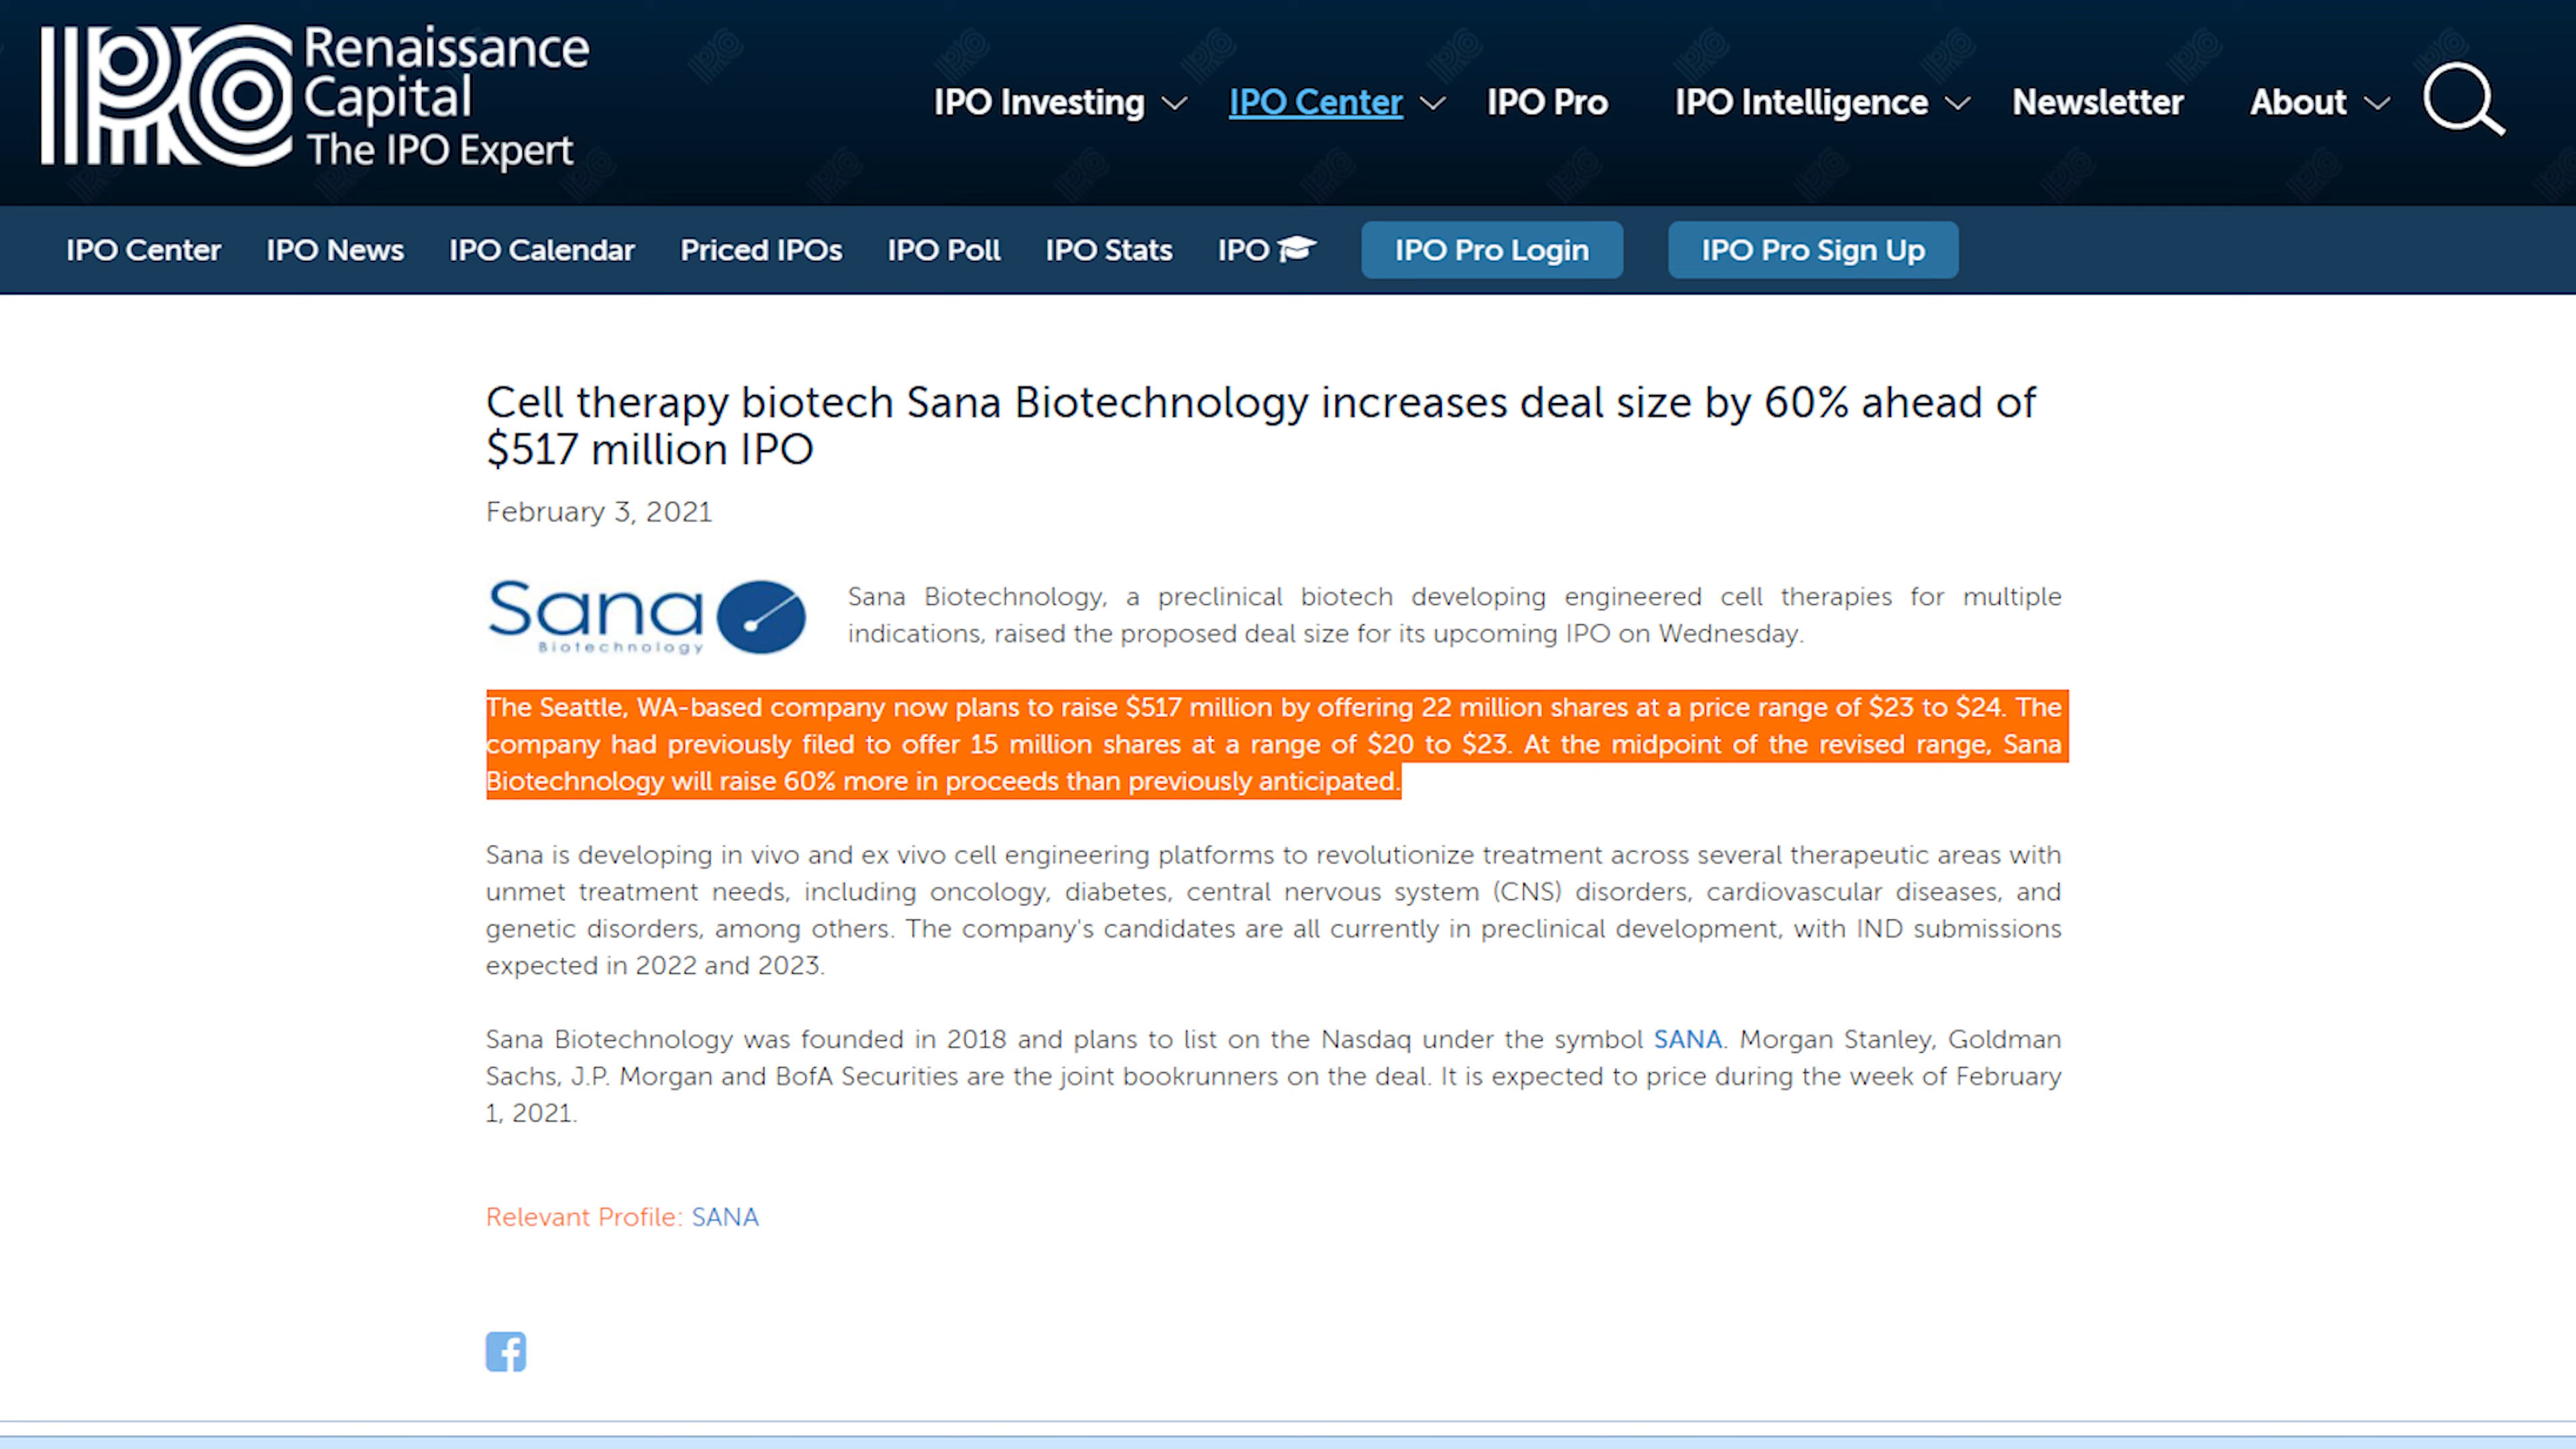 IPO Renaissance
Capital
The IPO Expert
IPO Investing IPO Center IPO Pro IPO Intelligence Newsletter About
IPO Center IPO News IPO Calendar Priced IPOs IPO Poll IPO Stats IPO IPO Pro Login IPO Pro Sign Up
Cell therapy biotech Sana Biotechnology increases deal size by 60% ahead of
$517 million IPO
February 3, 2021
Sana
Biotechnology
Sana Biotechnology, a preclinical biotech developing engineered cell therapies for multiple
indications, raised the proposed deal size for its upcoming IPO on Wednesday.
The Seattle, WA-based company now plans to raise $517 million by offering 22 million shares at a price range of $23 to $24. The
company had previously filed to offer 15 million shares at a range of $20 to $23. At the midpoint of the revised range, Sana
Biotechnology will raise 60% more in proceeds than previously anticipated.
Sana is developing in vivo and ex vivo cell engineering platforms to revolutionize treatment across several therapeutic areas with
unmet treatment needs, including oncology, diabetes, central nervous system (CNS) disorders, cardiovascular diseases, and
genetic disorders, among others. The company's candidates are all currently in preclinical development, with IND submissions
expected in 2022 and 2023.
Sana Biotechnology was founded in 2018 and plans to list on the Nasdaq under the symbol SANA. Morgan Stanley, Goldman
Sachs, J.P. Morgan and BofA Securities are the joint bookrunners on the deal. It is expected to price during the week of February
1, 2021.
Relevant Profile: SANA